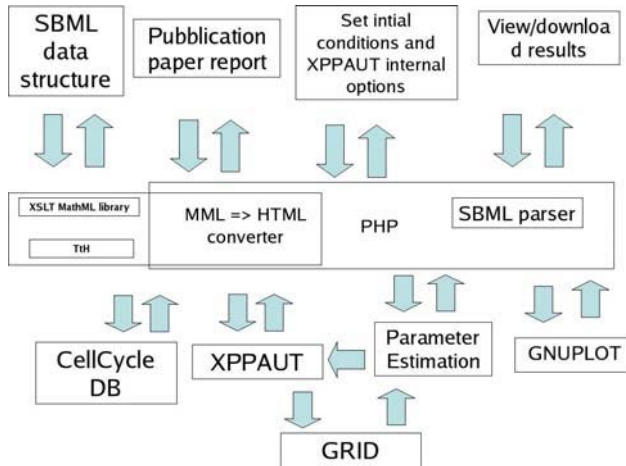 SBML
data
structure
Pubblication
paper report
Set intial
conditions and
XPPAUT internal
options
View/downloa
d results
XSLT MathML library
TtH
MML => HTML
converter
PHP
SBML parser
CellCycle
DB
XPPAUT
Parameter
Estimation
GNUPLOT
GRID